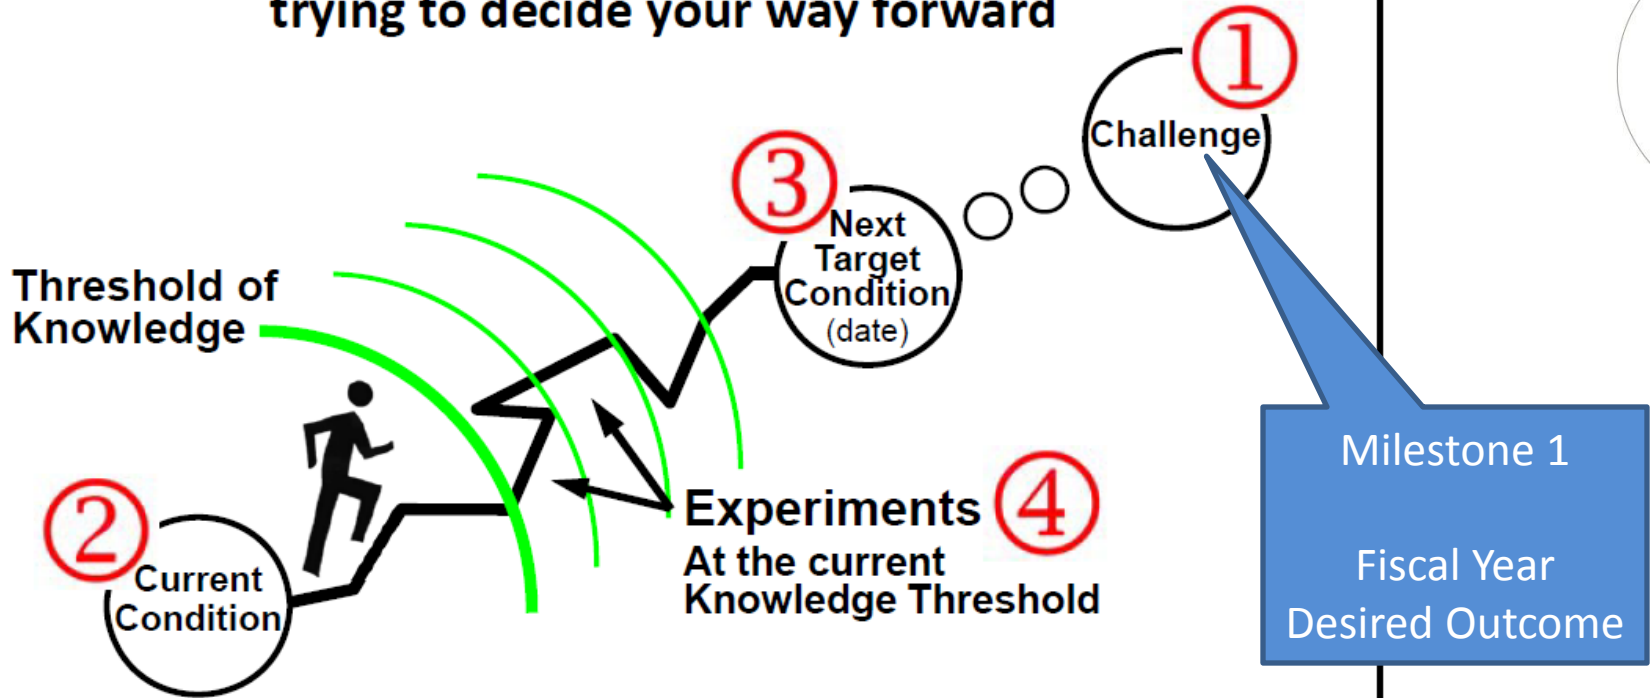 trying to decide your way forward
①
Challenge
③
Next
Target
Condition
(date)
Threshold of
Knowledge
②
Current
Condition
Experiments ④
At the current
Knowledge Threshold
Milestone 1
Fiscal Year
Desired Outcome